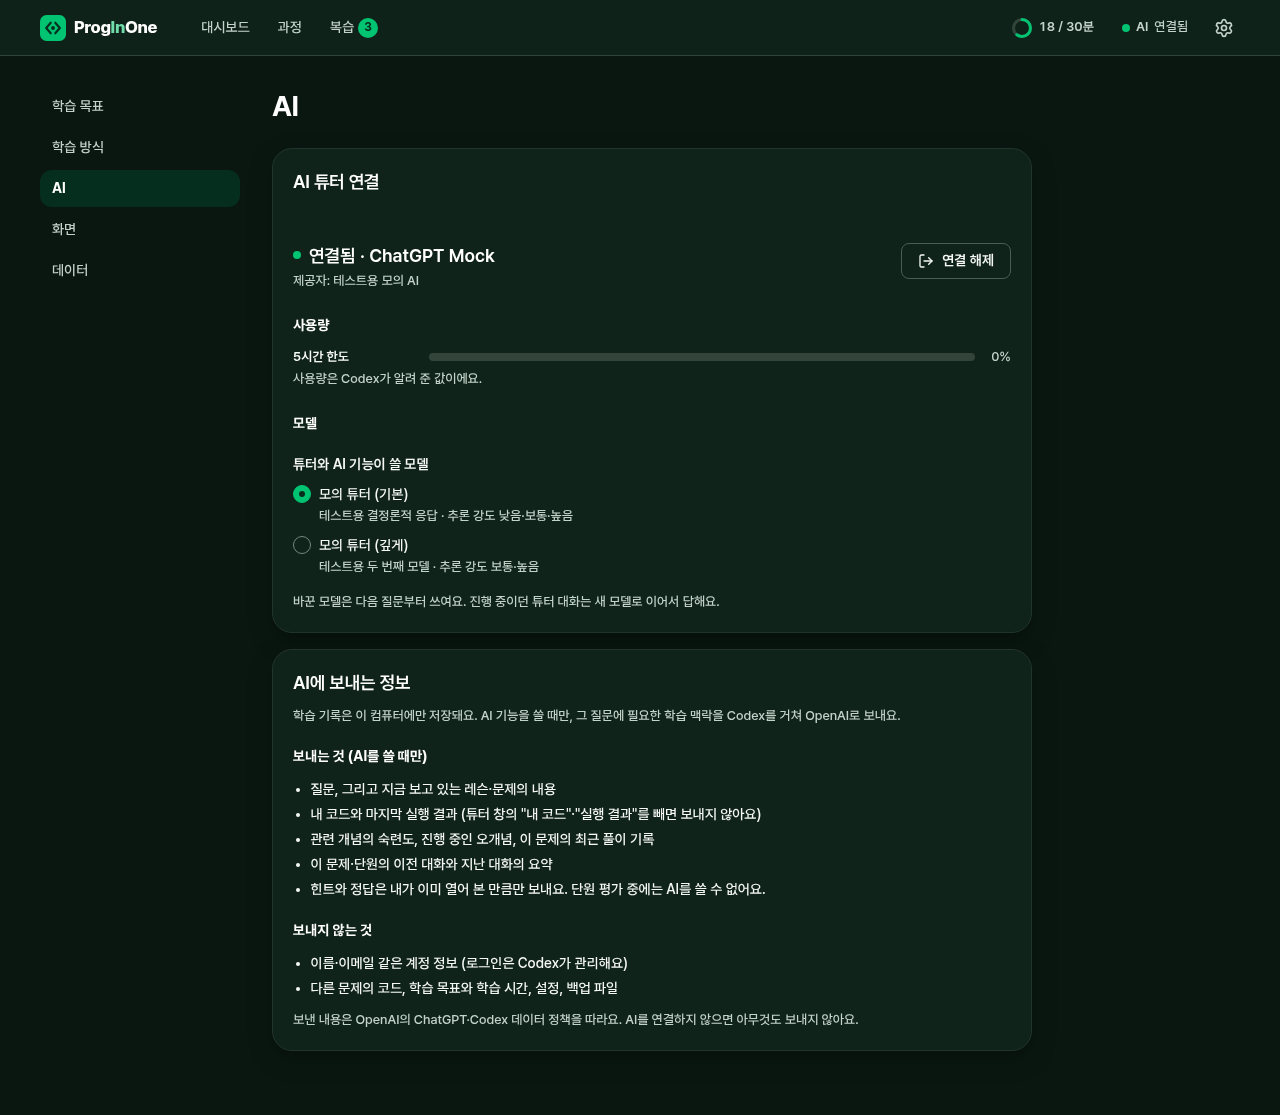 ProgInOne
대시보드
과정
복습 3
18 / 30분
AI 연결됨
학습 목표
학습 방식
AI
화면
데이터
AI
AI 튜터 연결
연결됨 · ChatGPT Mock
제공자: 테스트용 모의 AI
연결 해제
사용량
5시간 한도
0%
사용량은 Codex가 알려 준 값이에요.
모델
튜터와 AI 기능이 쓸 모델
모의 튜터 (기본)
테스트용 결정론적 응답 · 추론 강도 낮음·보통·높음
모의 튜터 (깊게)
테스트용 두 번째 모델 · 추론 강도 보통·높음
바꾼 모델은 다음 질문부터 쓰여요. 진행 중이던 튜터 대화는 새 모델로 이어서 답해요.
AI에 보내는 정보
학습 기록은 이 컴퓨터에만 저장돼요. AI 기능을 쓸 때만, 그 질문에 필요한 학습 맥락을 Codex를 거쳐 OpenAI로 보내요.
보내는 것 (AI를 쓸 때만)
• 질문, 그리고 지금 보고 있는 레슨·문제의 내용
• 내 코드와 마지막 실행 결과 (튜터 창의 "내 코드"·"실행 결과"를 빼면 보내지 않아요)
• 관련 개념의 숙련도, 진행 중인 오개념, 이 문제의 최근 풀이 기록
• 이 문제·단원의 이전 대화와 지난 대화의 요약
• 힌트와 정답은 내가 이미 열어 본 만큼만 보내요. 단원 평가 중에는 AI를 쓸 수 없어요.
보내지 않는 것
• 이름·이메일 같은 계정 정보 (로그인은 Codex가 관리해요)
• 다른 문제의 코드, 학습 목표와 학습 시간, 설정, 백업 파일
보낸 내용은 OpenAI의 ChatGPT·Codex 데이터 정책을 따라요. AI를 연결하지 않으면 아무것도 보내지 않아요.